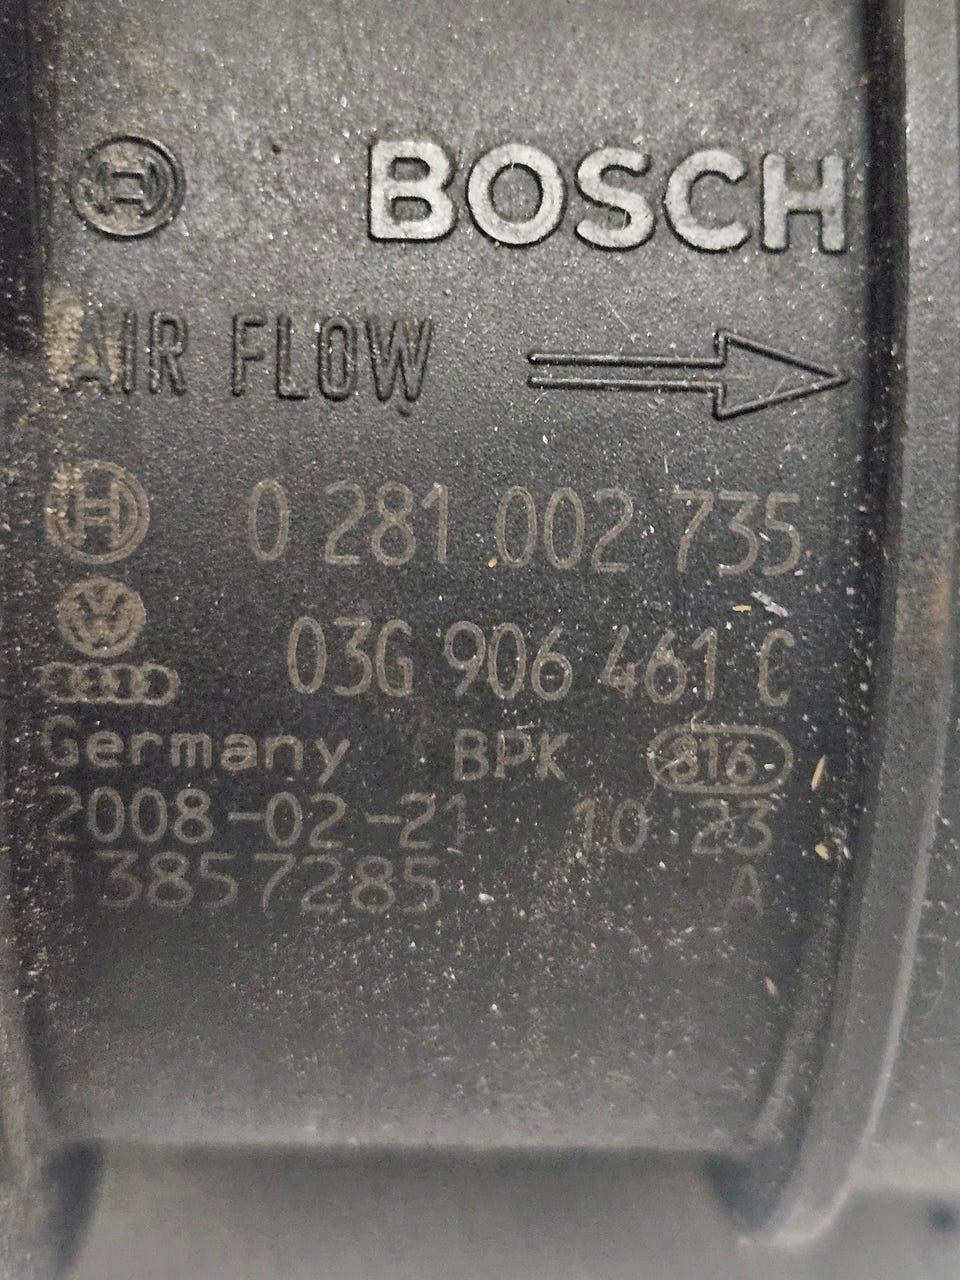 BOSCH
AIR FLOW
0 281 002 735
03G 906 461 C
Germany BPK 816
2008-02-21 10:23
13857285 A